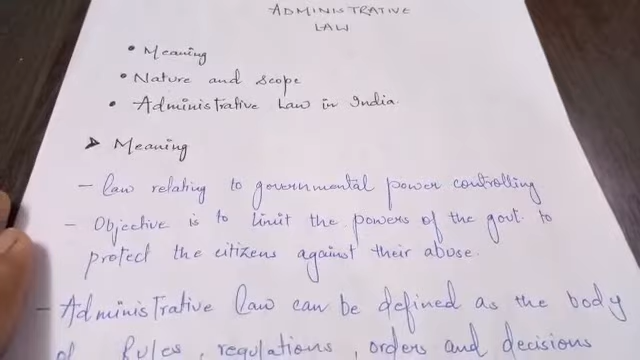 ADMINISTRATIVE
LAW
• Meaning
• Nature and scope
• Administrative Law in India
➤ Meaning
- Law relating to governmental power controlling
- Objective is to limit the powers of the govt. to
protect the citizens against their abuse.
- Administrative law can be defined as the body
of Rules, regulations, orders and decisions